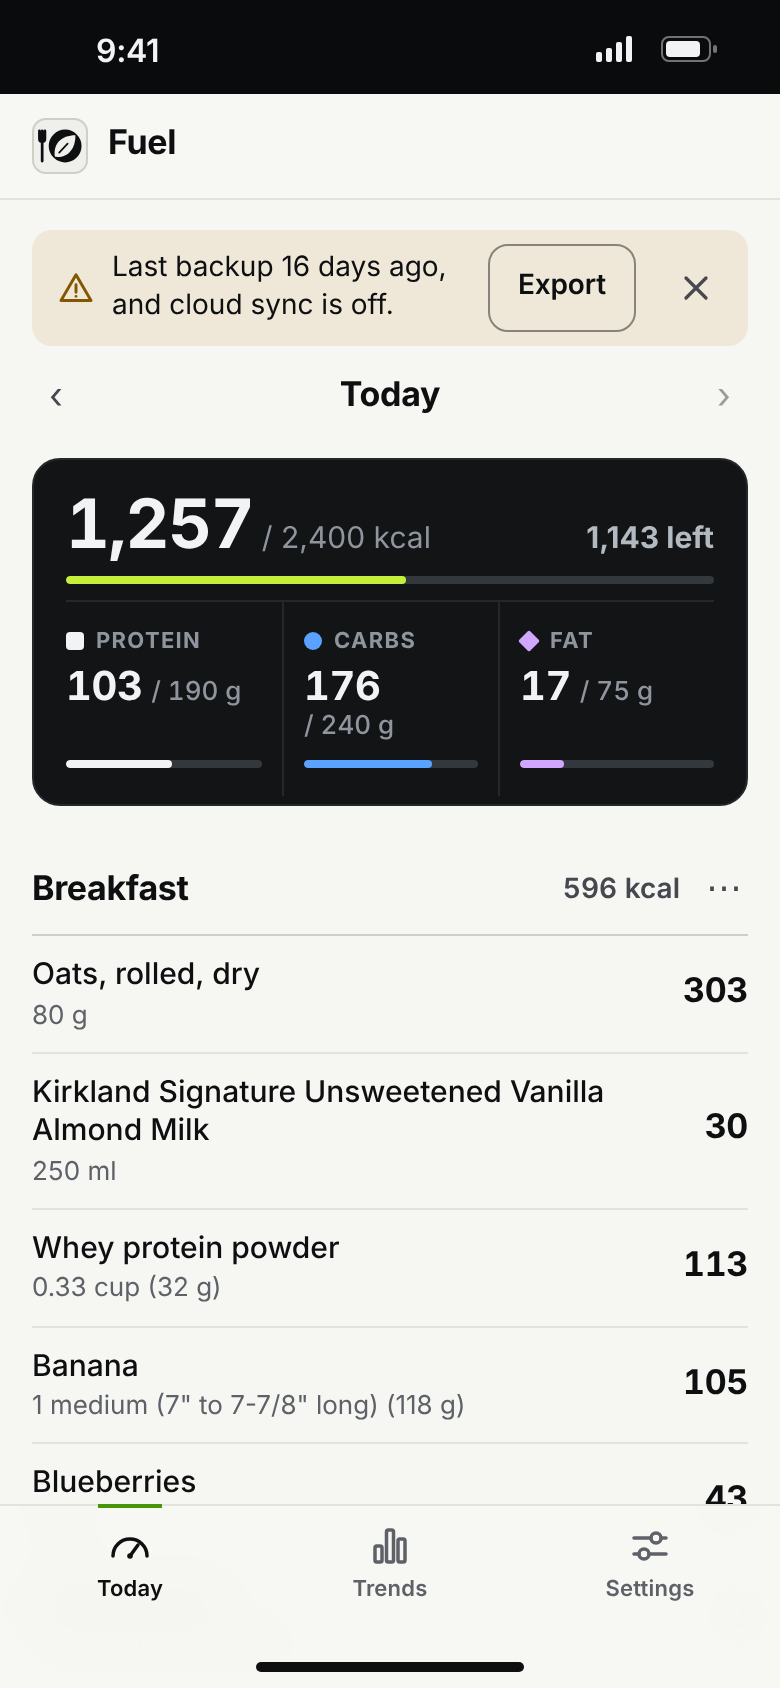 9:41
Fuel
Last backup 16 days ago,
and cloud sync is off.
Export
‹ Today ›
1,257 / 2,400 kcal 1,143 left
PROTEIN CARBS FAT
103 / 190 g 176 / 240 g 17 / 75 g
Breakfast 596 kcal ···
Oats, rolled, dry 303
80 g
Kirkland Signature Unsweetened Vanilla
Almond Milk 30
250 ml
Whey protein powder 113
0.33 cup (32 g)
Banana 105
1 medium (7" to 7-7/8" long) (118 g)
Blueberries 43
Today Trends Settings